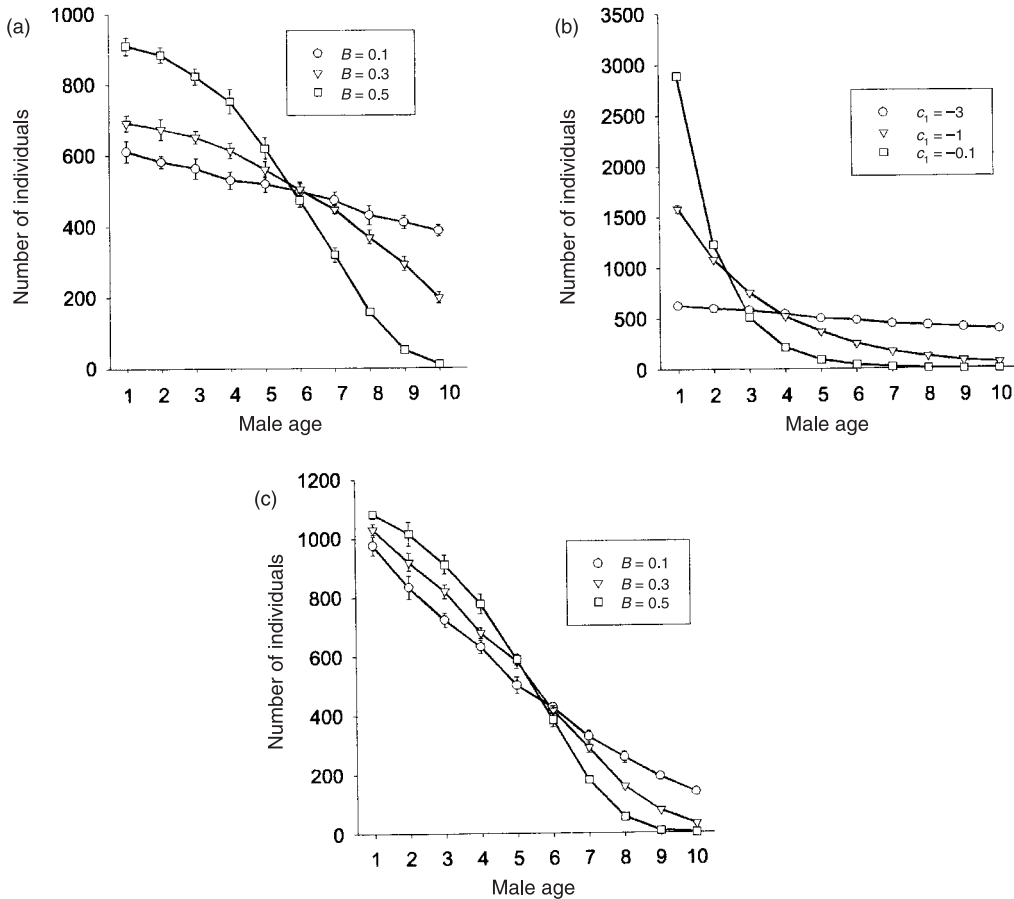 (a)
1000
800
600
400
200
0
Number of individuals
B = 0.1
B = 0.3
B = 0.5
1 2 3 4 5 6 7 8 9 10
Male age
(b)
3500
3000
2500
2000
1500
1000
500
0
Number of individuals
c₁ = −3
c₁ = −1
c₁ = −0.1
1 2 3 4 5 6 7 8 9 10
Male age
(c)
1200
1000
800
600
400
200
0
Number of individuals
B = 0.1
B = 0.3
B = 0.5
1 2 3 4 5 6 7 8 9 10
Male age